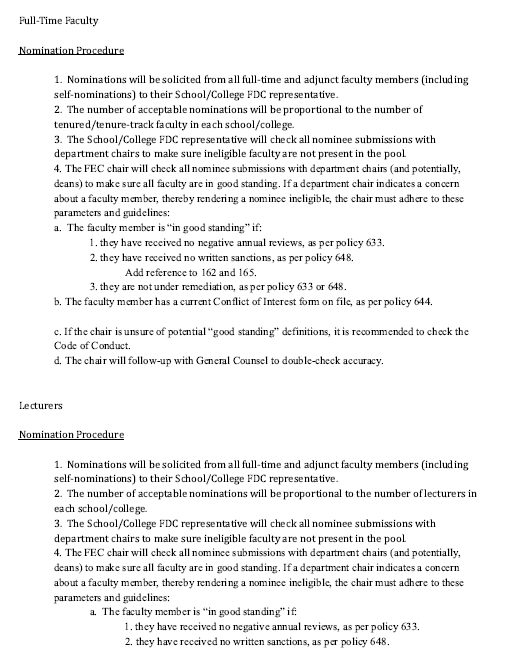 Full-Time Faculty
Nomination Procedure
1. Nominations will be solicited from all full-time and adjunct faculty members (including
self-nominations) to their School/College FDC representative.
2. The number of acceptable nominations will be proportional to the number of
tenured/tenure-track faculty in each school/college.
3. The School/College FDC representative will check all nominee submissions with
department chairs to make sure ineligible faculty are not present in the pool.
4. The FEC chair will check all nominee submissions with department chairs (and potentially,
deans) to make sure all faculty are in good standing. If a department chair indicates a concern
about a faculty member, thereby rendering a nominee ineligible, the chair must adhere to these
parameters and guidelines:
a. The faculty member is “in good standing” if:
1. they have received no negative annual reviews, as per policy 633.
2. they have received no written sanctions, as per policy 648.
Add reference to 162 and 165.
3. they are not under remediation, as per policy 633 or 648.
b. The faculty member has a current Conflict of Interest form on file, as per policy 644.
c. If the chair is unsure of potential “good standing” definitions, it is recommended to check the
Code of Conduct.
d. The chair will follow-up with General Counsel to double-check accuracy.
Lecturers
Nomination Procedure
1. Nominations will be solicited from all full-time and adjunct faculty members (including
self-nominations) to their School/College FDC representative.
2. The number of acceptable nominations will be proportional to the number of lecturers in
each school/college.
3. The School/College FDC representative will check all nominee submissions with
department chairs to make sure ineligible faculty are not present in the pool.
4. The FEC chair will check all nominee submissions with department chairs (and potentially,
deans) to make sure all faculty are in good standing. If a department chair indicates a concern
about a faculty member, thereby rendering a nominee ineligible, the chair must adhere to these
parameters and guidelines:
a. The faculty member is “in good standing” if:
1. they have received no negative annual reviews, as per policy 633.
2. they have received no written sanctions, as per policy 648.